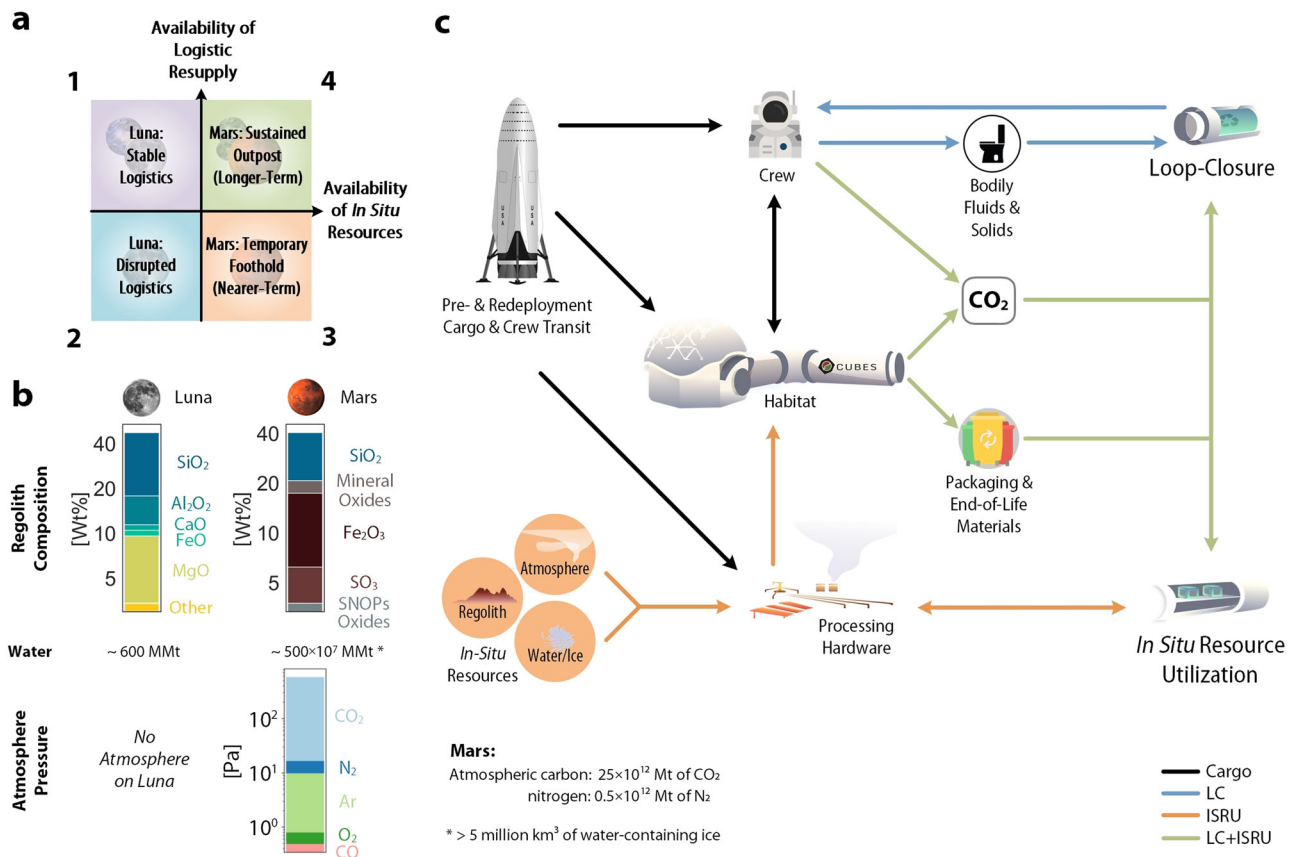 a
Availability of
Logistic
Resupply
1
4
Luna:
Stable
Logistics
Mars: Sustained
Outpost
(Longer-Term)
Availability
of In Situ
Resources
Luna:
Disrupted
Logistics
Mars: Temporary
Foothold
(Nearer-Term)
2
3
b
Luna
Mars
Regolith
Composition
[Wt%]
40
20
10
5
SiO₂
Al₂O₂
CaO
FeO
MgO
Other
[Wt%]
40
20
10
5
SiO₂
Mineral
Oxides
Fe₂O₃
SO₃
SNOPs
Oxides
Water
~ 600 MMt
~ 500×10⁷ MMt *
Atmosphere
Pressure
No
Atmosphere
on Luna
[Pa]
10²
10¹
10⁰
CO₂
N₂
Ar
O₂
CO
c
USA
USA
Pre- & Redeployment
Cargo & Crew Transit
Crew
Bodily
Fluids &
Solids
Loop-Closure
CO₂
CUBES
Habitat
Packaging &
End-of-Life
Materials
Atmosphere
Regolith
Water/Ice
In-Situ
Resources
Processing
Hardware
In Situ Resource
Utilization
Mars:
Atmospheric carbon: 25×10¹² Mt of CO₂
nitrogen: 0.5×10¹² Mt of N₂
* > 5 million km³ of water-containing ice
Cargo
LC
ISRU
LC+ISRU